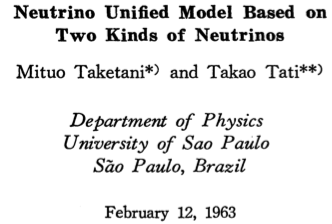 Neutrino Unified Model Based on
Two Kinds of Neutrinos
Mituo Taketani*) and Takao Tati**)
Department of Physics
University of Sao Paulo
São Paulo, Brazil
February 12, 1963